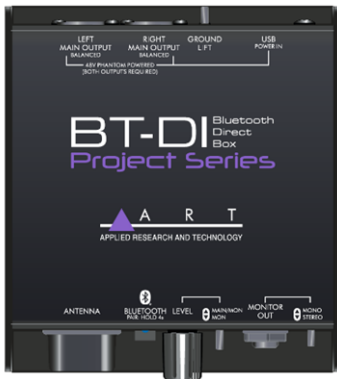 LEFT
MAIN OUTPUT
BALANCED
RIGHT
MAIN OUTPUT
BALANCED
GROUND
LIFT
USB
POWER IN
48V PHANTOM POWERED
(BOTH OUTPUTS REQUIRED)
BT-DI
Bluetooth
Direct
Box
Project Series
ART
APPLIED RESEARCH AND TECHNOLOGY
ANTENNA
BLUETOOTH
PAIR: HOLD 4s
LEVEL
MAIN/MON
MON
MONITOR
OUT
MONO
STEREO